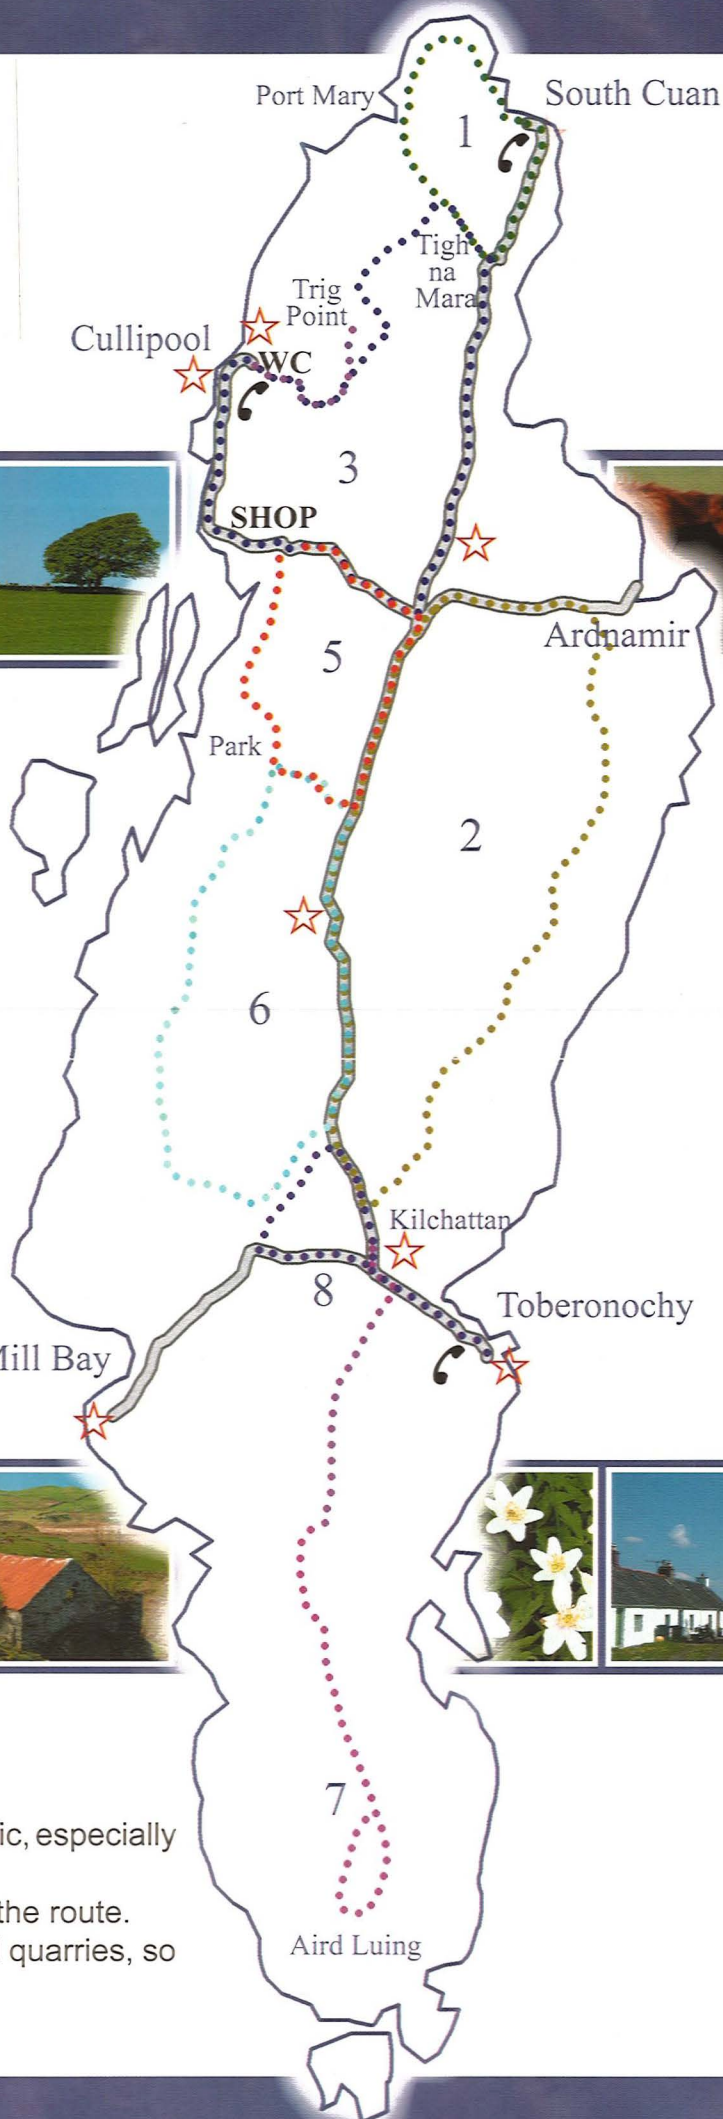 Port Mary
South Cuan
1
Tigh
na
Mara
Trig
Point
Cullipool
WC
3
SHOP
Ardnamir
5
Park
2
6
Kilchattan
8
Toberonochy
Mill Bay
7
ic, especially
the route.
quarries, so
Aird Luing